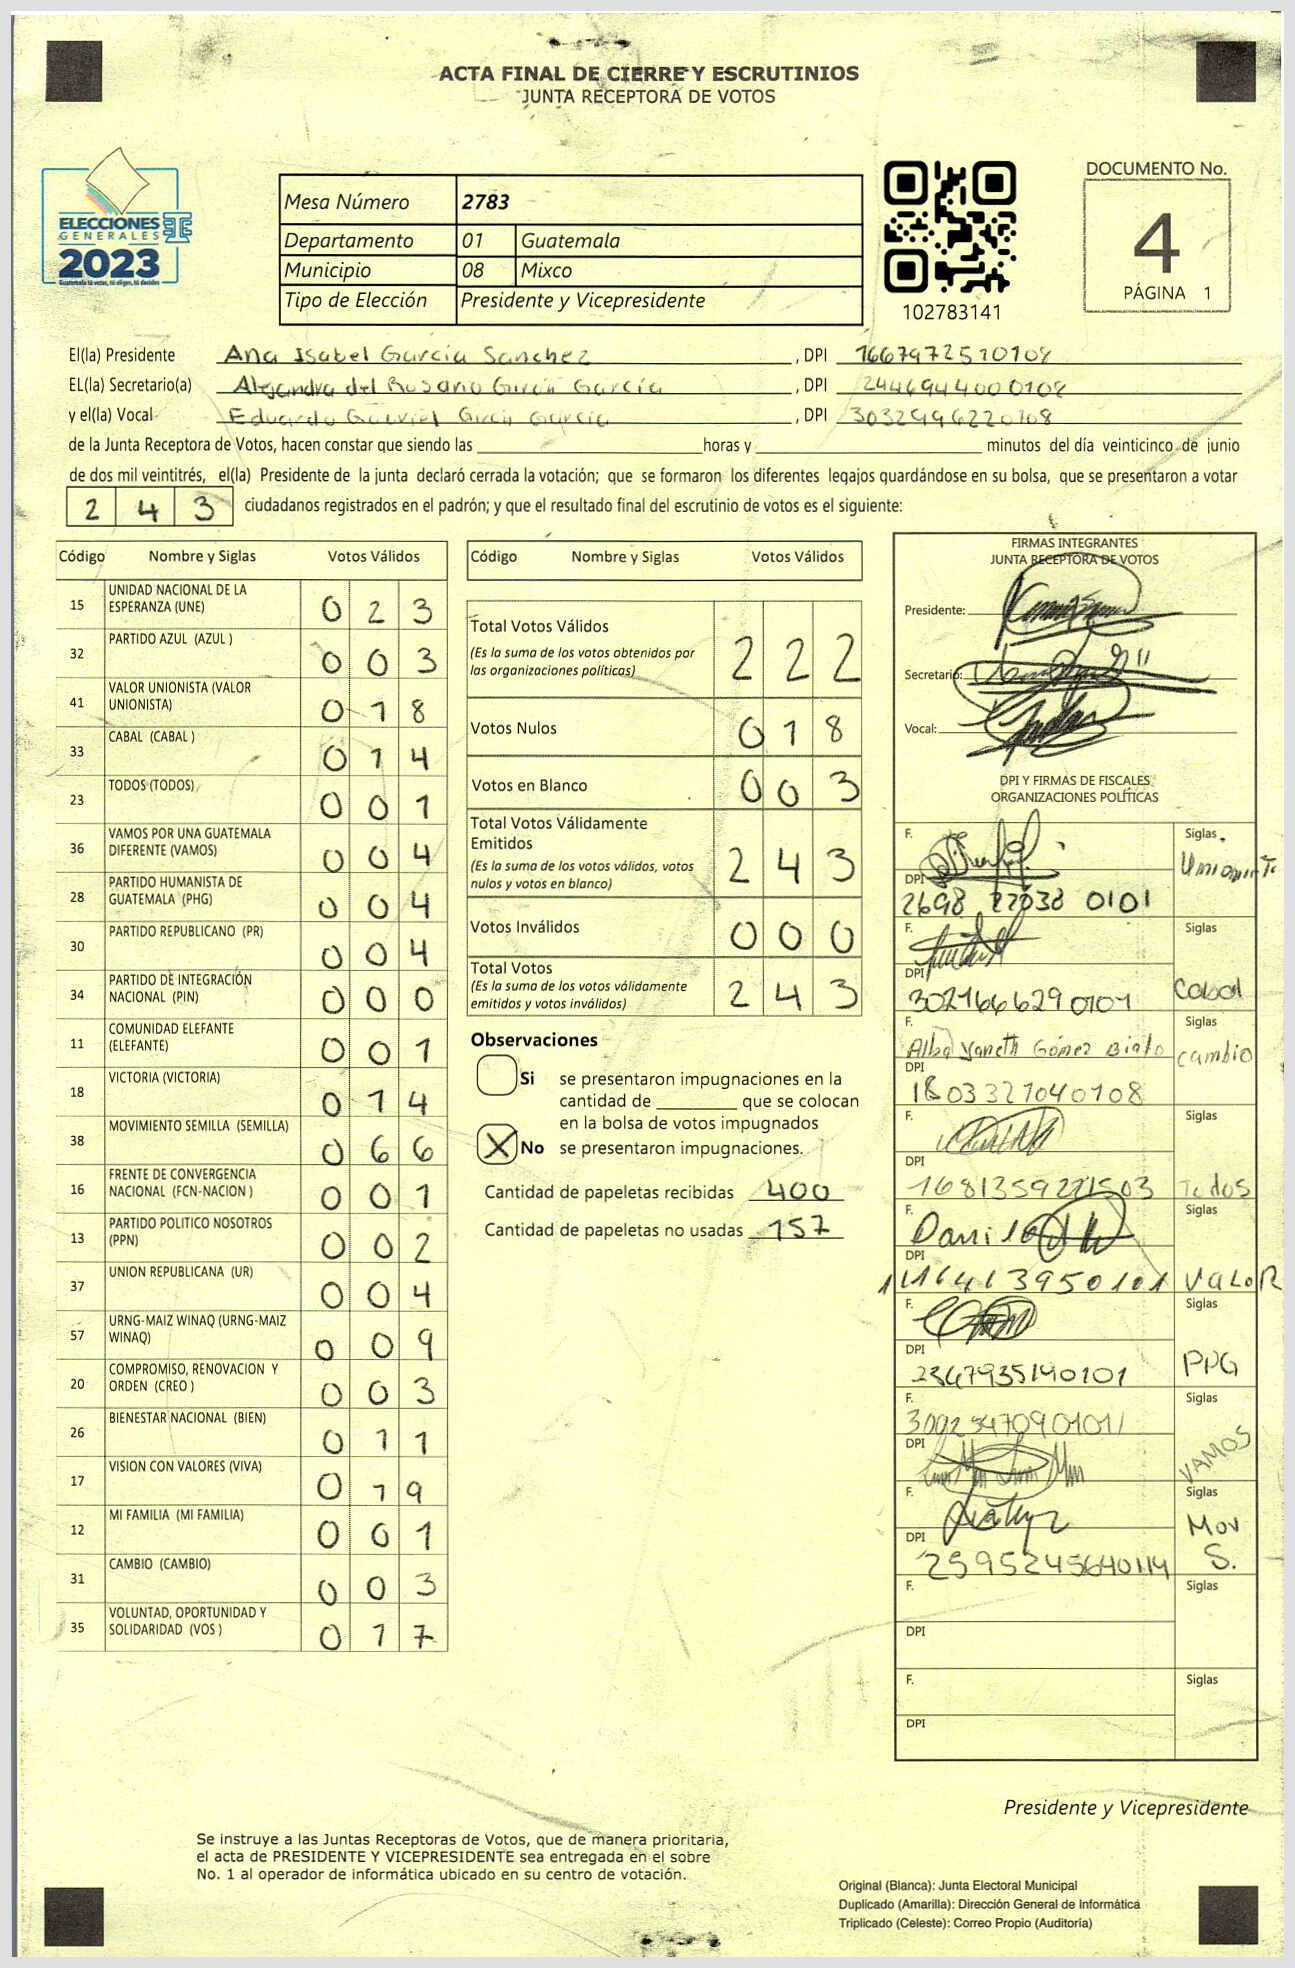 ACTA FINAL DE CIERRE Y ESCRUTINIOS
JUNTA RECEPTORA DE VOTOS
ELECCIONES
GENERALES
2023
Guatemala tú votas, tú eliges, tú decides
Mesa Número 2783
Departamento 01 Guatemala
Municipio 08 Mixco
Tipo de Elección Presidente y Vicepresidente
102783141
DOCUMENTO No.
4
PÁGINA 1
El(la) Presidente Ana Isabel García Sanchez, DPI 1667972570108
EL(la) Secretario(a) Alejandra del Rosario Girón García, DPI 2446944000108
y el(la) Vocal Eduardo Gabriel Girón García, DPI 3032996220108
de la Junta Receptora de Votos, hacen constar que siendo las horas y minutos del día veinticinco de junio
de dos mil veintitrés, el(la) Presidente de la junta declaró cerrada la votación; que se formaron los diferentes legajos quardándose en su bolsa, que se presentaron a votar
2 4 3 ciudadanos registrados en el padrón; y que el resultado final del escrutinio de votos es el siguiente:
Código Nombre y Siglas Votos Válidos
15 UNIDAD NACIONAL DE LA ESPERANZA (UNE) 0 2 3
32 PARTIDO AZUL (AZUL ) 0 0 3
41 VALOR UNIONISTA (VALOR UNIONISTA) 0 1 8
33 CABAL (CABAL ) 0 1 4
23 TODOS (TODOS) 0 0 1
36 VAMOS POR UNA GUATEMALA DIFERENTE (VAMOS) 0 0 4
28 PARTIDO HUMANISTA DE GUATEMALA (PHG) 0 0 4
30 PARTIDO REPUBLICANO (PR) 0 0 4
34 PARTIDO DE INTEGRACIÓN NACIONAL (PIN) 0 0 0
11 COMUNIDAD ELEFANTE (ELEFANTE) 0 0 1
18 VICTORIA (VICTORIA) 0 1 4
38 MOVIMIENTO SEMILLA (SEMILLA) 0 6 6
16 FRENTE DE CONVERGENCIA NACIONAL (FCN-NACION ) 0 0 1
13 PARTIDO POLITICO NOSOTROS (PPN) 0 0 2
37 UNION REPUBLICANA (UR) 0 0 4
57 URNG-MAIZ WINAQ (URNG-MAIZ WINAQ) 0 0 9
20 COMPROMISO, RENOVACION Y ORDEN (CREO ) 0 0 3
26 BIENESTAR NACIONAL (BIEN) 0 1 1
17 VISION CON VALORES (VIVA) 0 1 9
12 MI FAMILIA (MI FAMILIA) 0 0 1
31 CAMBIO (CAMBIO) 0 0 3
35 VOLUNTAD, OPORTUNIDAD Y SOLIDARIDAD (VOS ) 0 1 7
Código Nombre y Siglas Votos Válidos
Total Votos Válidos 2 2 2
(Es la suma de los votos obtenidos por
las organizaciones políticas)
Votos Nulos 0 1 8
Votos en Blanco 0 0 3
Total Votos Válidamente
Emitidos 2 4 3
(Es la suma de los votos válidos, votos
nulos y votos en blanco)
Votos Inválidos 0 0 0
Total Votos 2 4 3
(Es la suma de los votos válidamente
emitidos y votos inválidos)
Observaciones
Si se presentaron impugnaciones en la
cantidad de que se colocan
en la bolsa de votos impugnados
X No se presentaron impugnaciones.
Cantidad de papeletas recibidas 400
Cantidad de papeletas no usadas 157
FIRMAS INTEGRANTES
JUNTA RECEPTORA DE VOTOS
Presidente:
Secretario:
Vocal:
DPI Y FIRMAS DE FISCALES
ORGANIZACIONES POLÍTICAS
F. Siglas
DPI
2698 22038 0101
F. Siglas
DPI Cabal
3021666290101
F. Siglas
Alba Yaneth Gómez cambio
DPI
1803321040108
F. Siglas
DPI
Todos
F. Siglas
Danilo
DPI
1116413950101 VALOR
F. Siglas
DPI PPG
2367935140101
F. Siglas
3002547090101
DPI VAMOS
F. Siglas
Mov
DPI S.
2595245640114
F. Siglas
DPI
F. Siglas
DPI
Presidente y Vicepresidente
Se instruye a las Juntas Receptoras de Votos, que de manera prioritaria,
el acta de PRESIDENTE Y VICEPRESIDENTE sea entregada en el sobre
No. 1 al operador de informática ubicado en su centro de votación.
Original (Blanca): Junta Electoral Municipal
Duplicado (Amarilla): Dirección General de Informática
Triplicado (Celeste): Correo Propio (Auditoría)